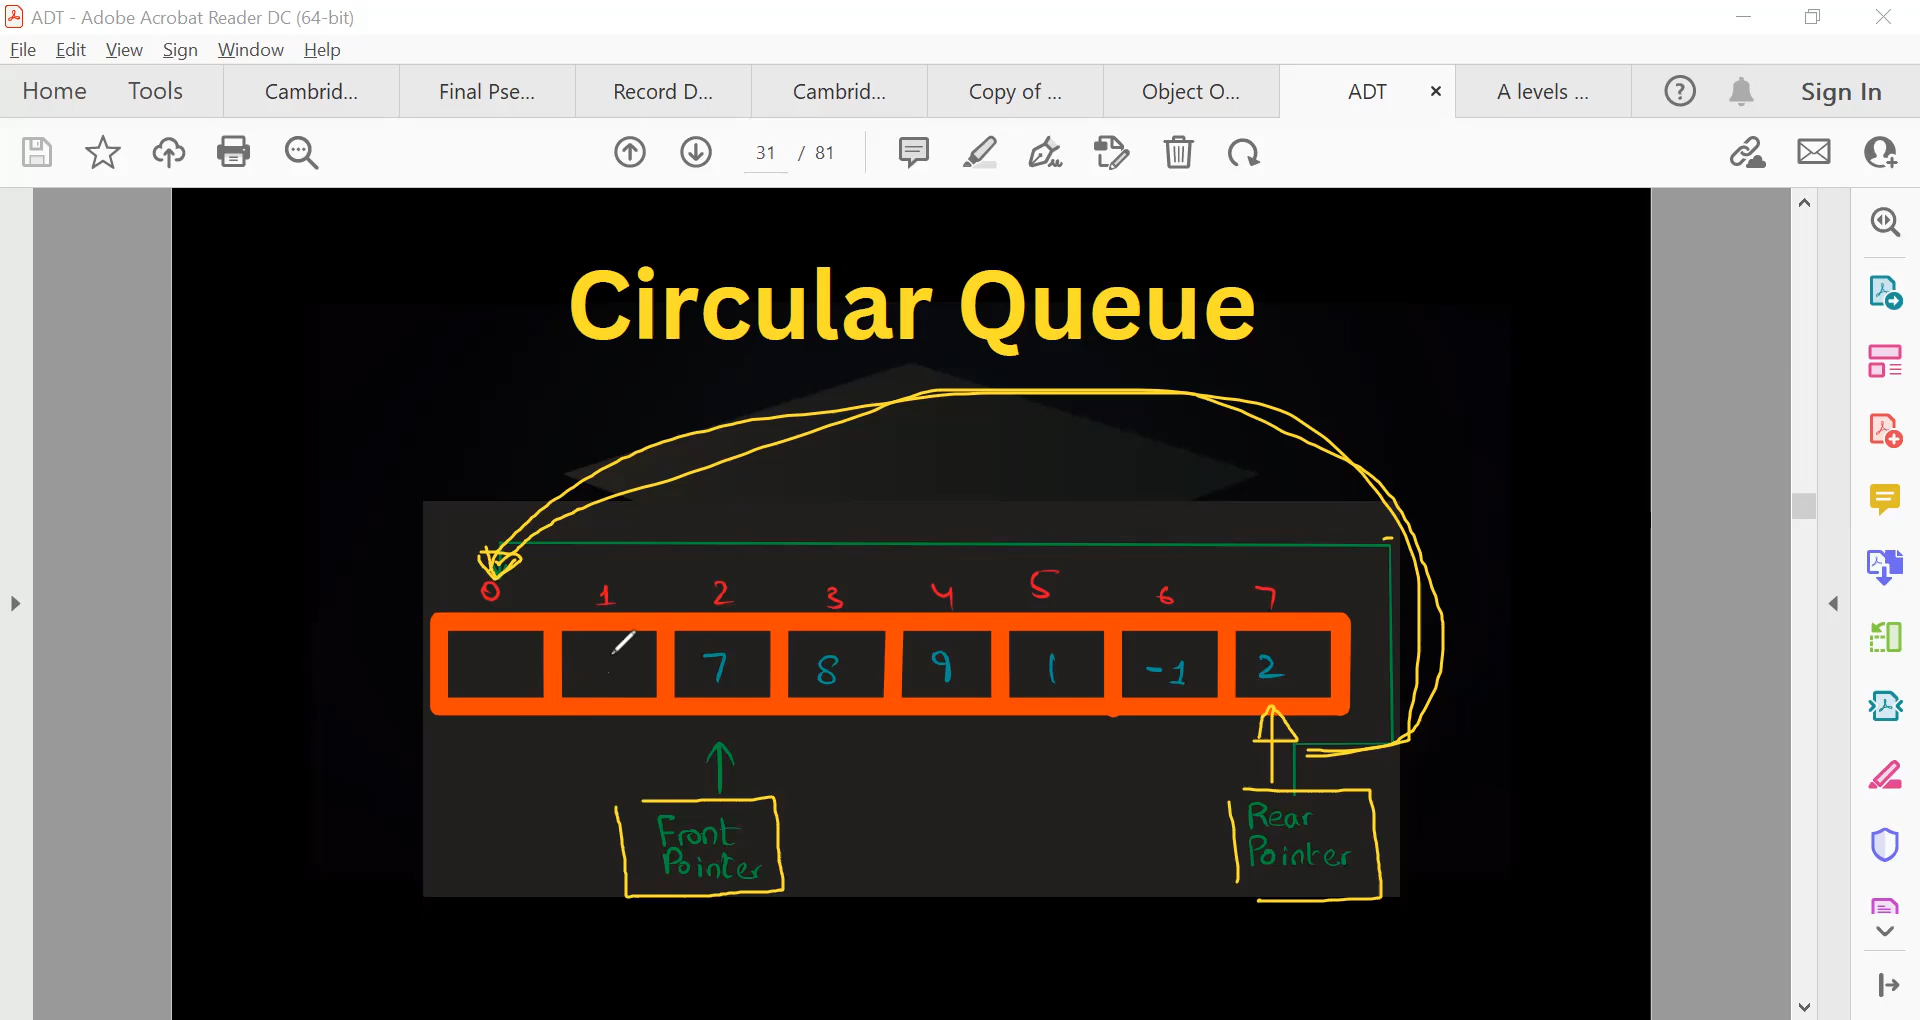 ADT - Adobe Acrobat Reader DC (64-bit)
File Edit View Sign Window Help
Home Tools Cambrid... Final Pse... Record D... Cambrid... Copy of ... Object O... ADT × A levels ... Sign In
31 / 81
Circular Queue
0 1 2 3 4 5 6 7
7 8 9 1 -1 2
Front
Pointer
Rear
Pointer